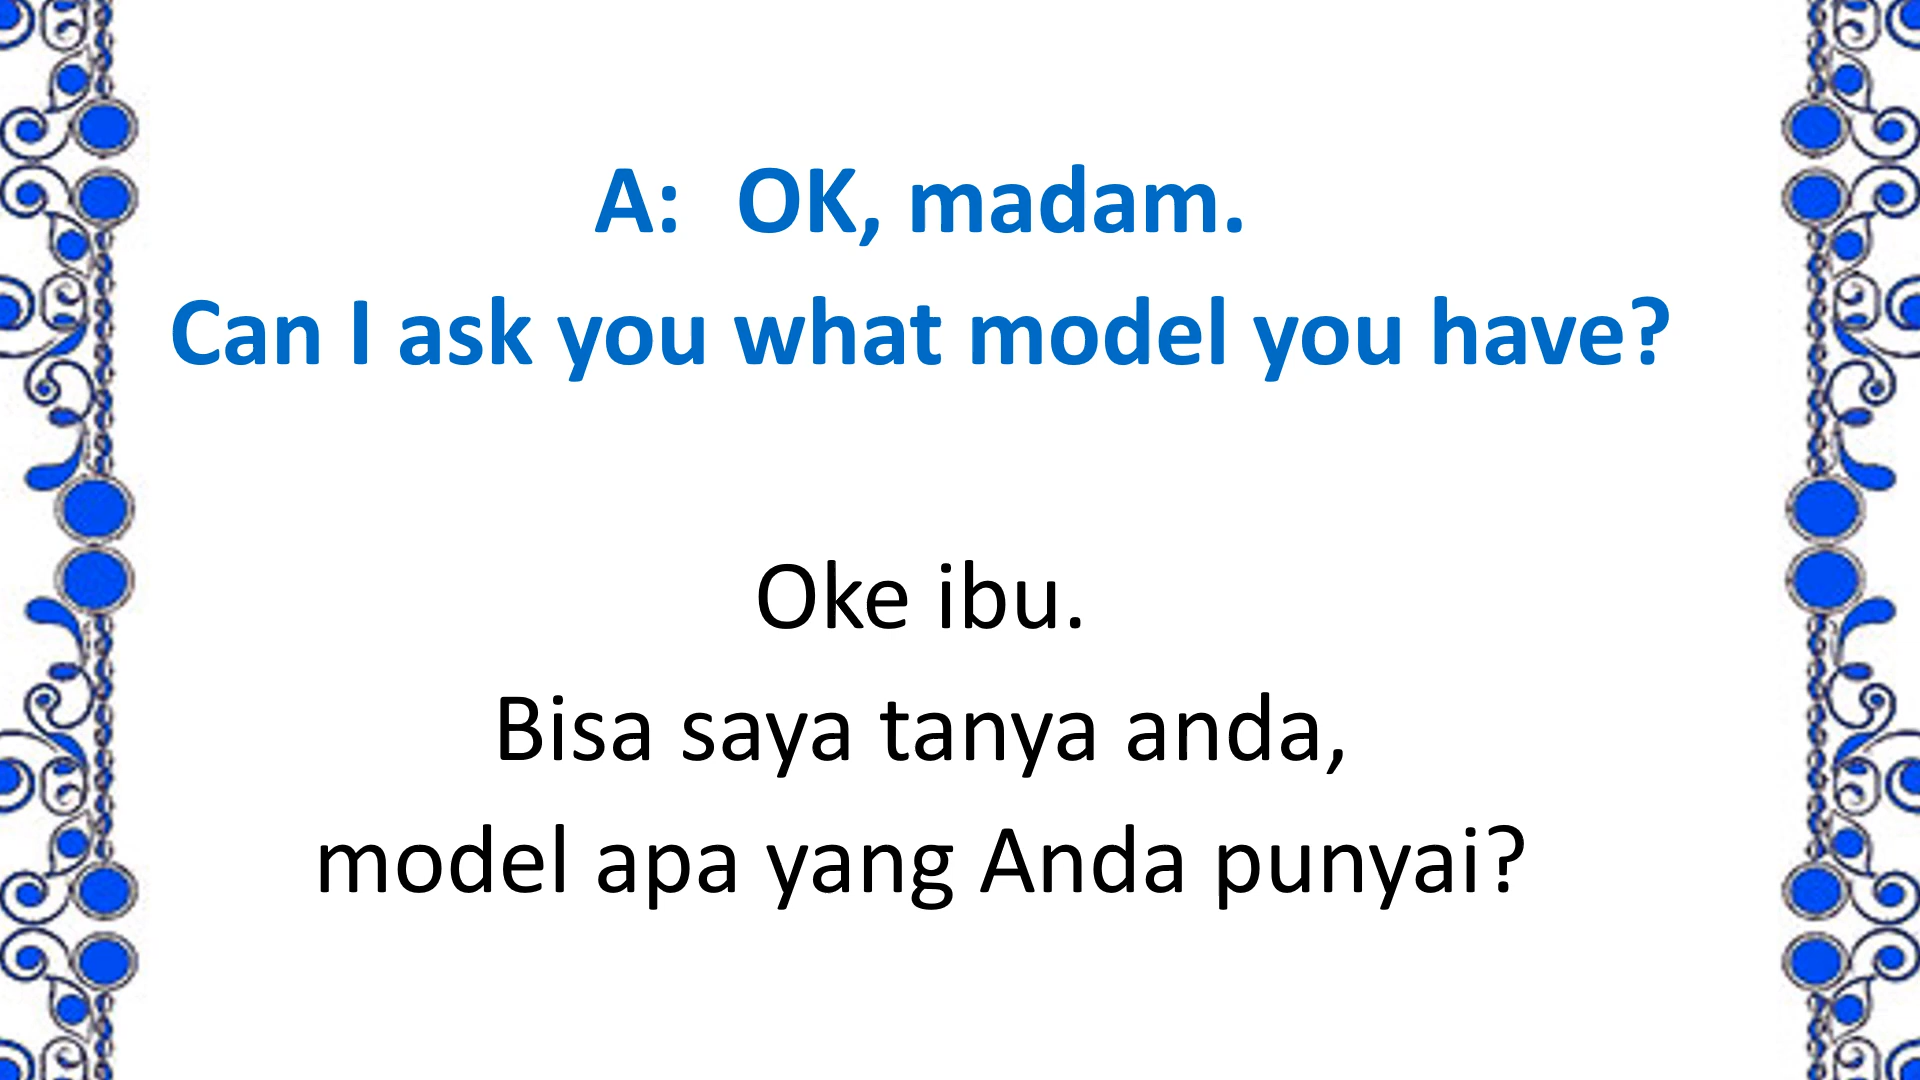 A: OK, madam.
Can I ask you what model you have?
Oke ibu.
Bisa saya tanya anda,
model apa yang Anda punyai?